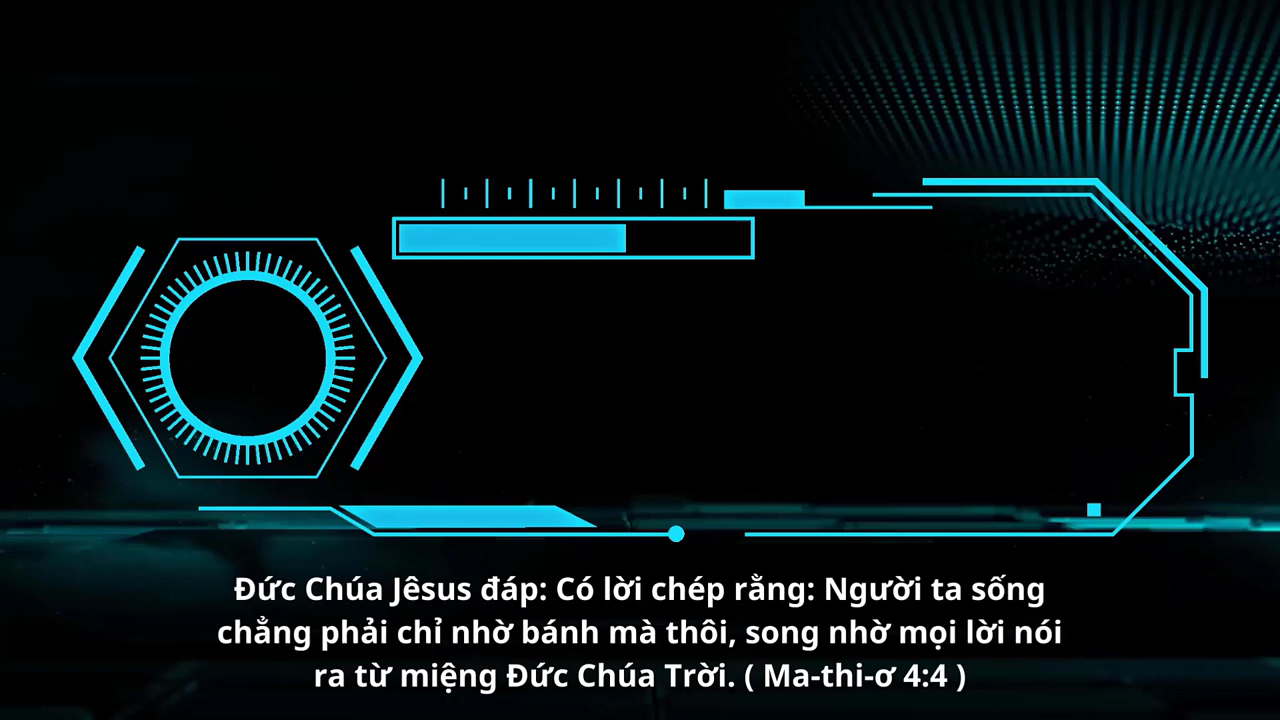 Đức Chúa Jêsus đáp: Có lời chép rằng: Người ta sống
chẳng phải chỉ nhờ bánh mà thôi, song nhờ mọi lời nói
ra từ miệng Đức Chúa Trời. ( Ma-thi-ơ 4:4 )